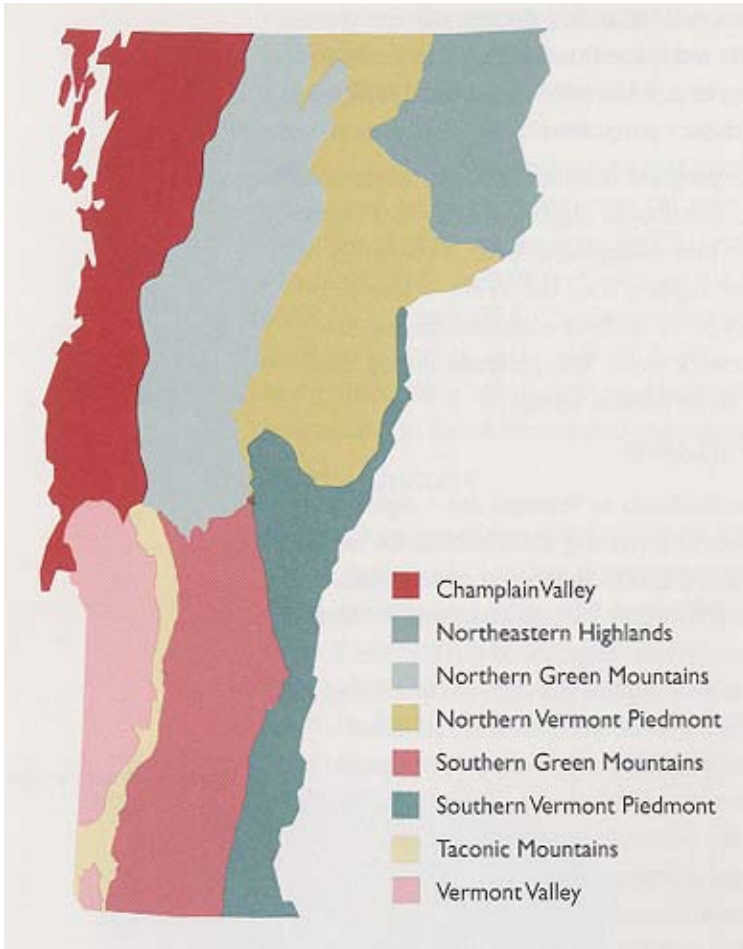 Champlain Valley
Northeastern Highlands
Northern Green Mountains
Northern Vermont Piedmont
Southern Green Mountains
Southern Vermont Piedmont
Taconic Mountains
Vermont Valley